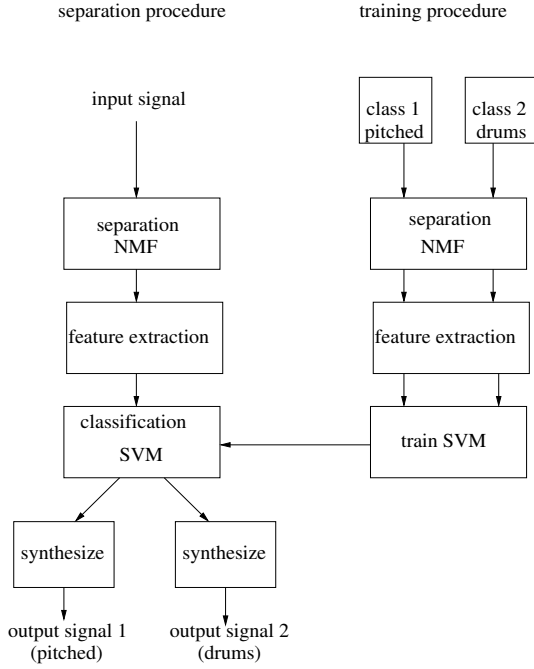 separation procedure
training procedure
input signal
class 1
pitched
class 2
drums
separation
NMF
separation
NMF
feature extraction
feature extraction
classification
SVM
train SVM
synthesize
synthesize
output signal 1
(pitched)
output signal 2
(drums)